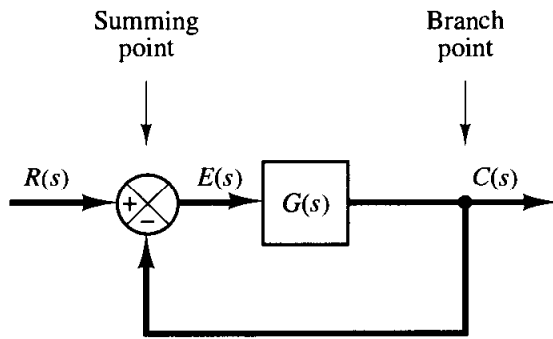 Summing
point
Branch
point
R(s)
+
−
E(s)
G(s)
C(s)